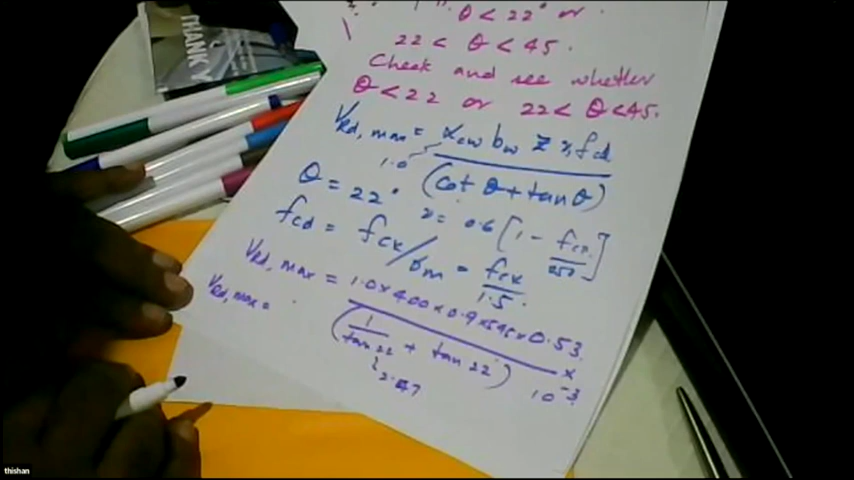 θ < 22° or
22 < θ < 45.
Check and see whether
θ < 22 or 22 < θ < 45.
VRd, max = αcw bw z ν1 fcd
1.0
(cot θ + tan θ)
θ = 22°
ν = 0.6 [1 - fck/250]
fcd = fck/γm = fck/1.5
VRd, max = 1.0 × 400 × 0.9 × 595 × 0.53 × 10⁻³
(1/tan 22 + tan 22)
2.47
VRd, max =
THANK Y
thishan